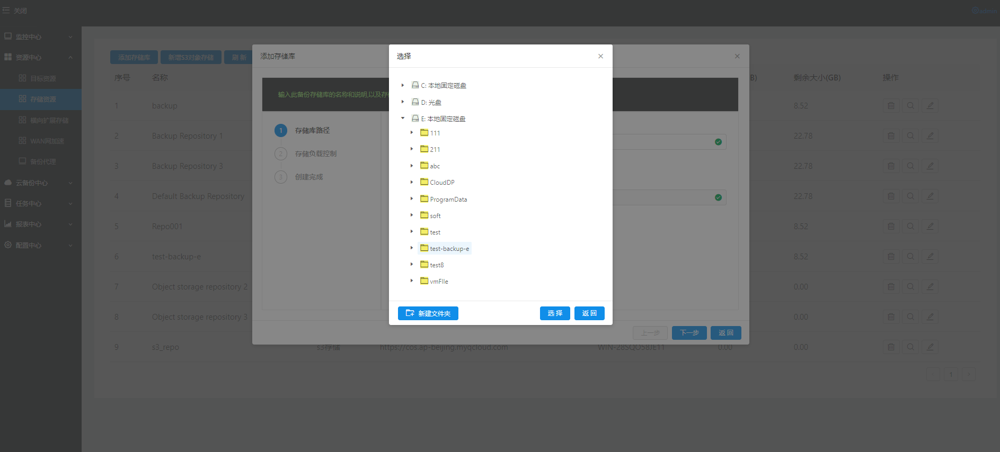 关闭
admin
监控中心
资源中心
目标资源
存储资源
横向扩展存储
WAN网加速
备份代理
云备份中心
任务中心
报表中心
配置中心
添加存储库 新增S3对象存储 刷 新
序号 名称 B) 剩余大小(GB) 操作
1 backup 8.52
2 Backup Repository 1 22.78
3 Backup Repository 3 22.78
4 Default Backup Repository 22.78
5 Repo001 8.52
6 test-backup-e 8.52
7 Object storage repository 2 0.00
8 Object storage repository 3 0.00
9 s3_repo s3存储 https://cos.ap-beijing.myqcloud.com WIN-28SQO58JE11 0.00 0.00
1
添加存储库
输入此备份存储库的名称和说明,以及存
1 存储库路径
2 存储负载控制
3 创建完成
上一步 下一步 返 回
选择
C: 本地固定磁盘
D: 光盘
E: 本地固定磁盘
111
211
abc
CloudDP
ProgramData
soft
test
test-backup-e
test8
vmFIle
新建文件夹 选 择 返 回